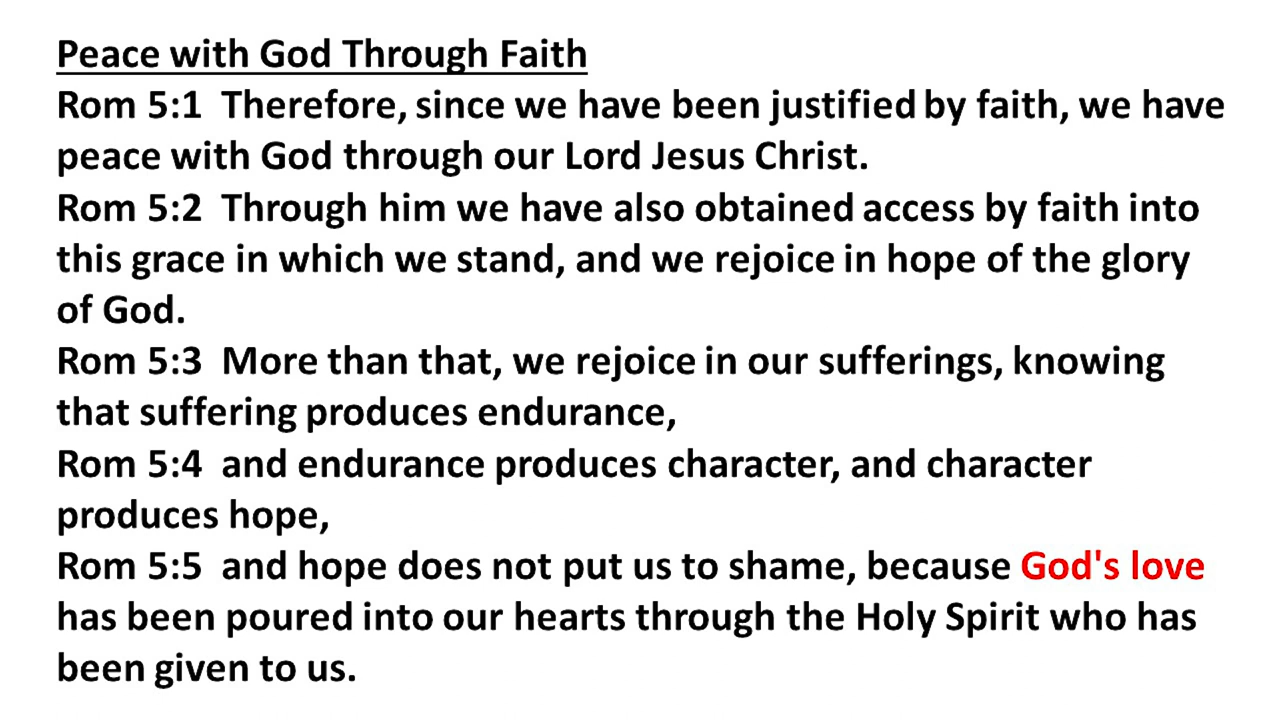 Peace with God Through Faith
Rom 5:1  Therefore, since we have been justified by faith, we have
peace with God through our Lord Jesus Christ.
Rom 5:2  Through him we have also obtained access by faith into
this grace in which we stand, and we rejoice in hope of the glory
of God.
Rom 5:3  More than that, we rejoice in our sufferings, knowing
that suffering produces endurance,
Rom 5:4  and endurance produces character, and character
produces hope,
Rom 5:5  and hope does not put us to shame, because God's love
has been poured into our hearts through the Holy Spirit who has
been given to us.